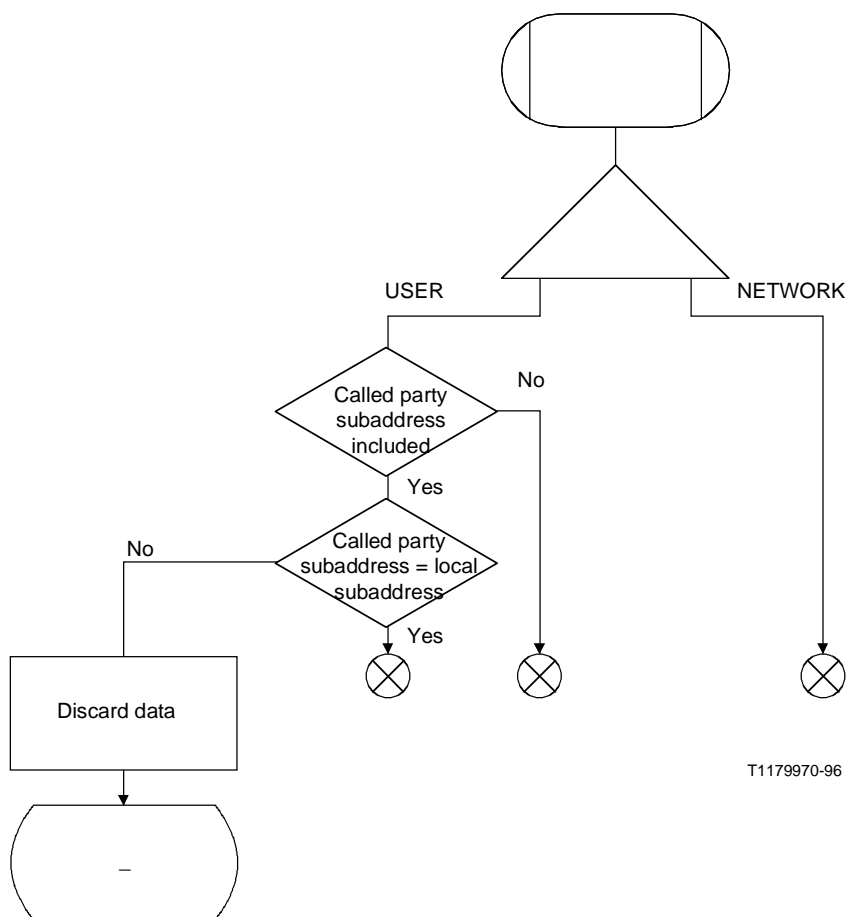 USER
NETWORK
Called party
subaddress
included
No
Yes
Called party
subaddress = local
subaddress
No
Yes
Discard data
T1179970-96
–